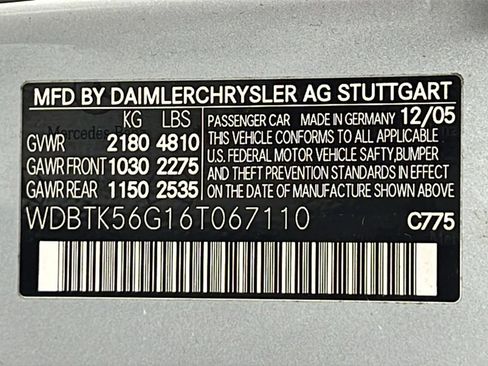 MFD BY DAIMLERCHRYSLER AG STUTTGART
KG LBS PASSENGER CAR MADE IN GERMANY 12/05
GVWR 2180 4810 THIS VEHICLE CONFORMS TO ALL APPLICABLE
GAWR FRONT 1030 2275 U.S. FEDERAL MOTOR VEHICLE SAFTY,BUMPER
GAWR REAR 1150 2535 AND THEFT PREVENTION STANDARDS IN EFFECT
ON THE DATE OF MANUFACTURE SHOWN ABOVE
WDBTK56G16T067110 C775